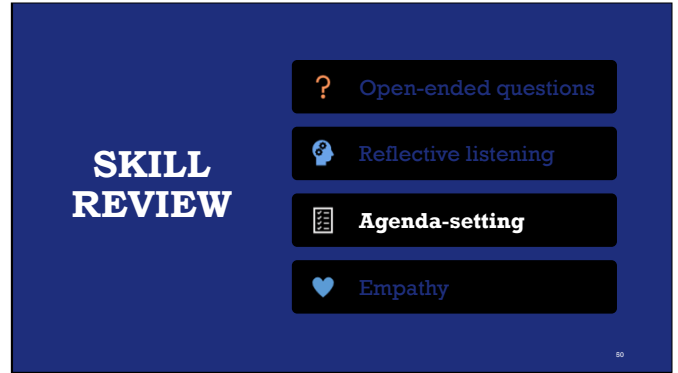 SKILL
REVIEW
?
Open-ended questions
Reflective listening
Agenda-setting
Empathy
50